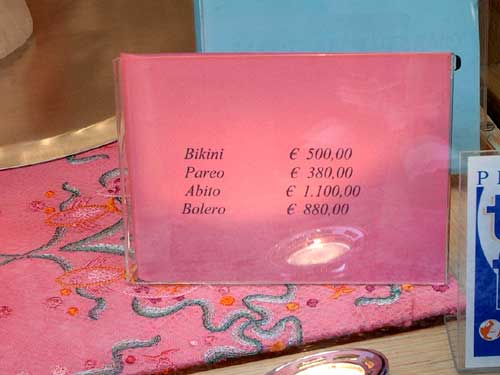 Bikini € 500,00
Pareo € 380,00
Abito € 1.100,00
Bolero € 880,00